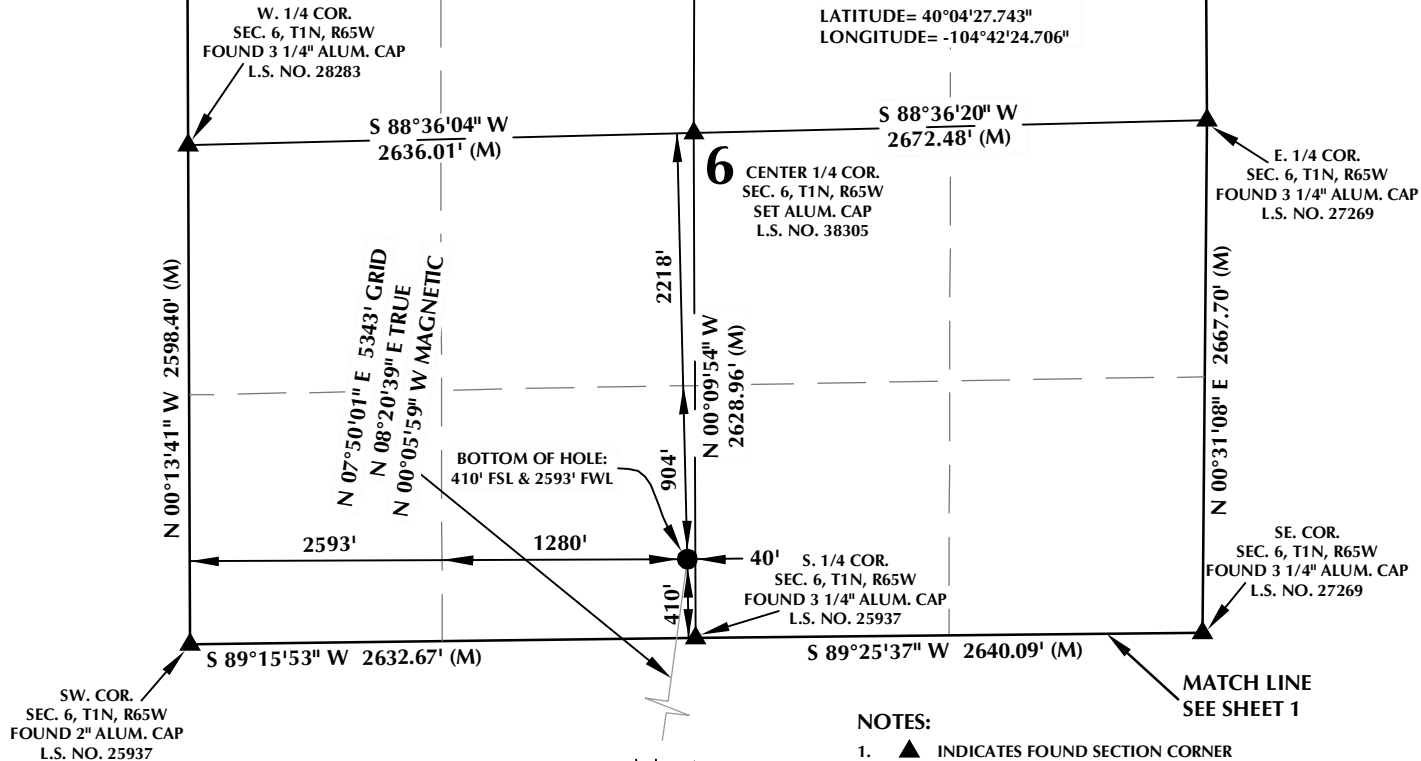 W. 1/4 COR.
SEC. 6, T1N, R65W
FOUND 3 1/4" ALUM. CAP
L.S. NO. 28283
LATITUDE= 40°04'27.743"
LONGITUDE= -104°42'24.706"
S 88°36'04" W
2636.01' (M)
S 88°36'20" W
2672.48' (M)
6
CENTER 1/4 COR.
SEC. 6, T1N, R65W
SET ALUM. CAP
L.S. NO. 38305
E. 1/4 COR.
SEC. 6, T1N, R65W
FOUND 3 1/4" ALUM. CAP
L.S. NO. 27269
N 00°13'41" W 2598.40' (M)
N 07°50'01" E 5343' GRID
N 08°20'39" E TRUE
N 00°05'59" W MAGNETIC
2218'
N 00°09'54" W
2628.96' (M)
N 00°31'08" E 2667.70' (M)
BOTTOM OF HOLE:
410' FSL & 2593' FWL
904'
2593'
1280'
40'
410'
S. 1/4 COR.
SEC. 6, T1N, R65W
FOUND 3 1/4" ALUM. CAP
L.S. NO. 25937
SE. COR.
SEC. 6, T1N, R65W
FOUND 3 1/4" ALUM. CAP
L.S. NO. 27269
S 89°15'53" W 2632.67' (M)
S 89°25'37" W 2640.09' (M)
MATCH LINE
SEE SHEET 1
SW. COR.
SEC. 6, T1N, R65W
FOUND 2" ALUM. CAP
L.S. NO. 25937
NOTES:
1. ▲ INDICATES FOUND SECTION CORNER